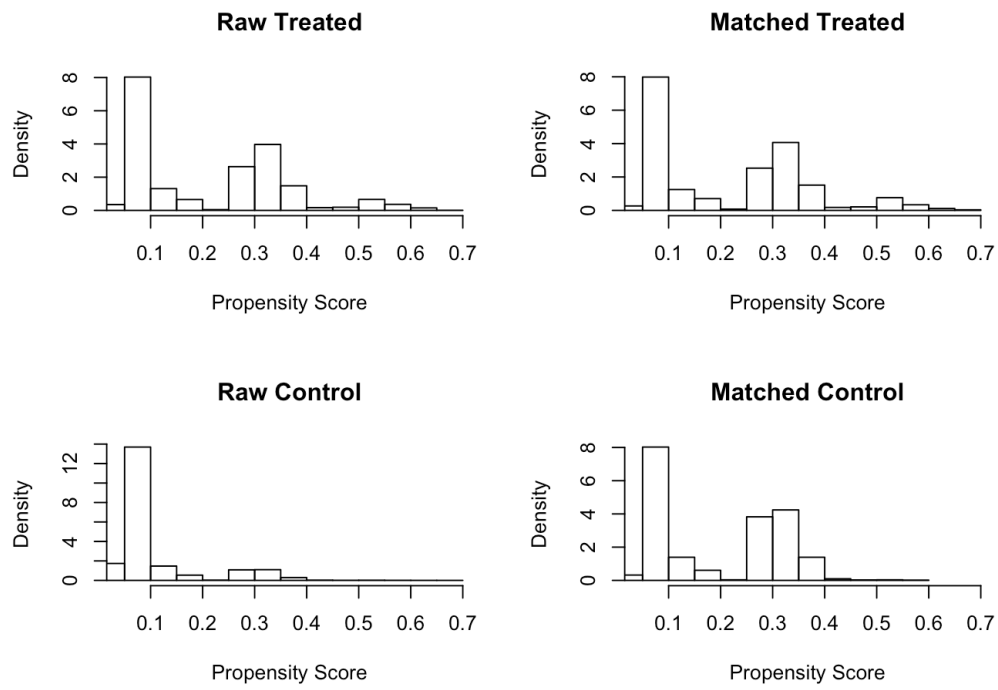 Raw Treated
Density
0 2 4 6 8
0.1 0.2 0.3 0.4 0.5 0.6 0.7
Propensity Score
Matched Treated
Density
0 2 4 6 8
0.1 0.2 0.3 0.4 0.5 0.6 0.7
Propensity Score
Raw Control
Density
0 4 8 12
0.1 0.2 0.3 0.4 0.5 0.6 0.7
Propensity Score
Matched Control
Density
0 2 4 6 8
0.1 0.2 0.3 0.4 0.5 0.6 0.7
Propensity Score